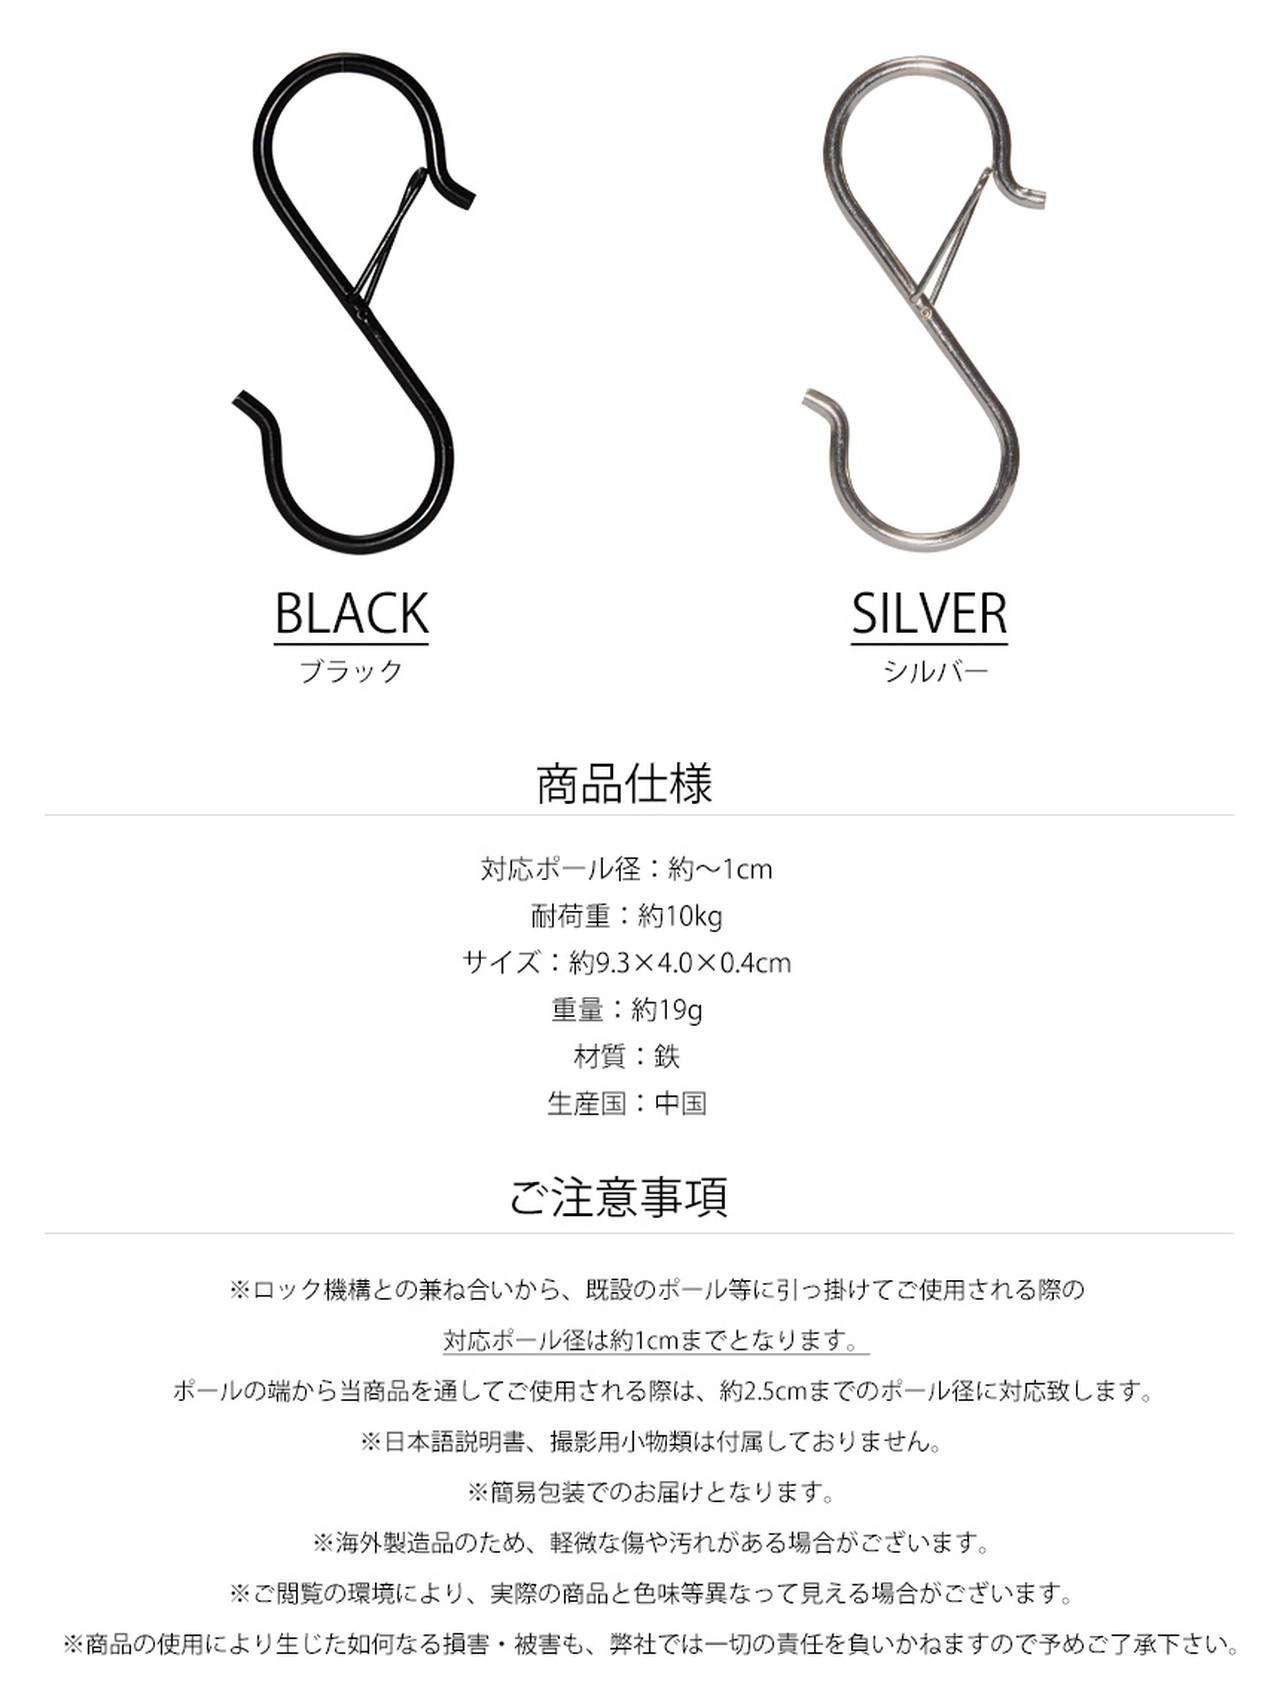 BLACK
ブラック
SILVER
シルバー
商品仕様
対応ポール径：約〜1cm
耐荷重：約10kg
サイズ：約9.3×4.0×0.4cm
重量：約19g
材質：鉄
生産国：中国
ご注意事項
※ロック機構との兼ね合いから、既設のポール等に引っ掛けてご使用される際の
対応ポール径は約1cmまでとなります。
ポールの端から当商品を通してご使用される際は、約2.5cmまでのポール径に対応致します。
※日本語説明書、撮影用小物類は付属しておりません。
※簡易包装でのお届けとなります。
※海外製造品のため、軽微な傷や汚れがある場合がございます。
※ご閲覧の環境により、実際の商品と色味等異なって見える場合がございます。
※商品の使用により生じた如何なる損害・被害も、弊社では一切の責任を負いかねますので予めご了承下さい。